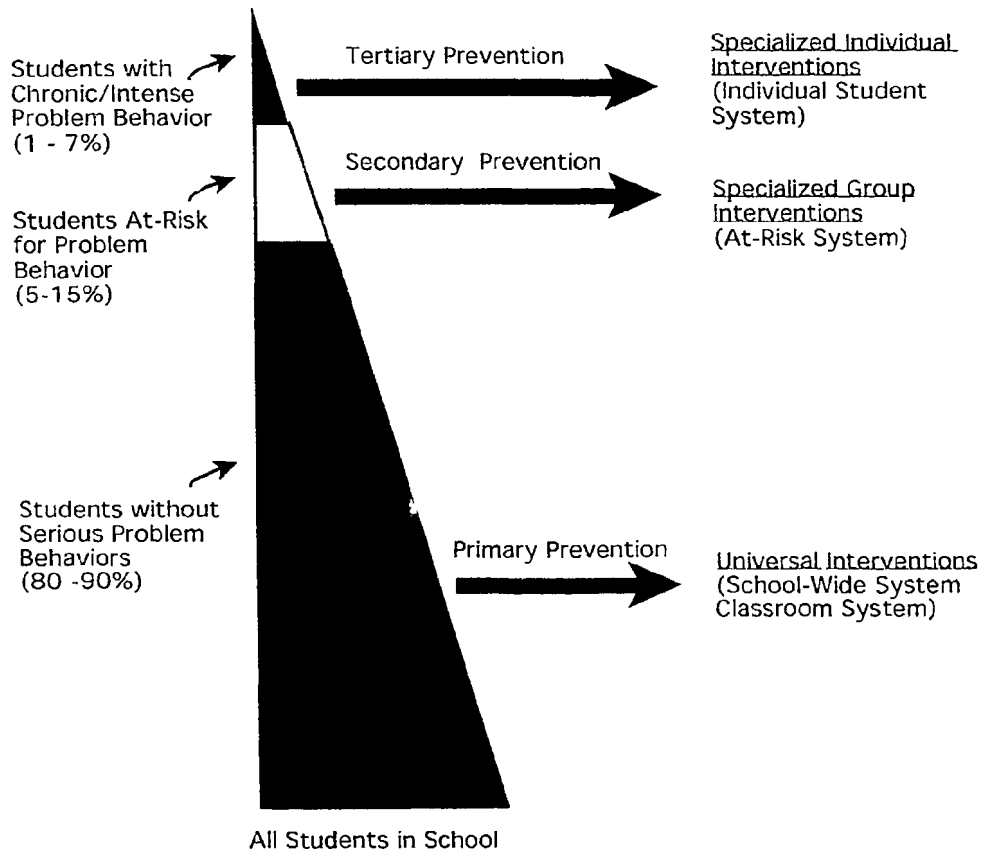 Students with
Chronic/Intense
Problem Behavior
(1 - 7%)
Tertiary Prevention
Specialized Individual
Interventions
(Individual Student
System)
Students At-Risk
for Problem
Behavior
(5-15%)
Secondary Prevention
Specialized Group
Interventions
(At-Risk System)
Students without
Serious Problem
Behaviors
(80 -90%)
Primary Prevention
Universal Interventions
(School-Wide System
Classroom System)
All Students in School